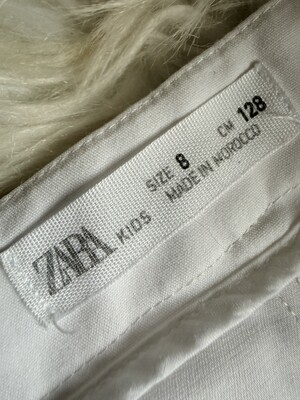 ZARA KIDS
SIZE 8 CM 128
MADE IN MOROCCO